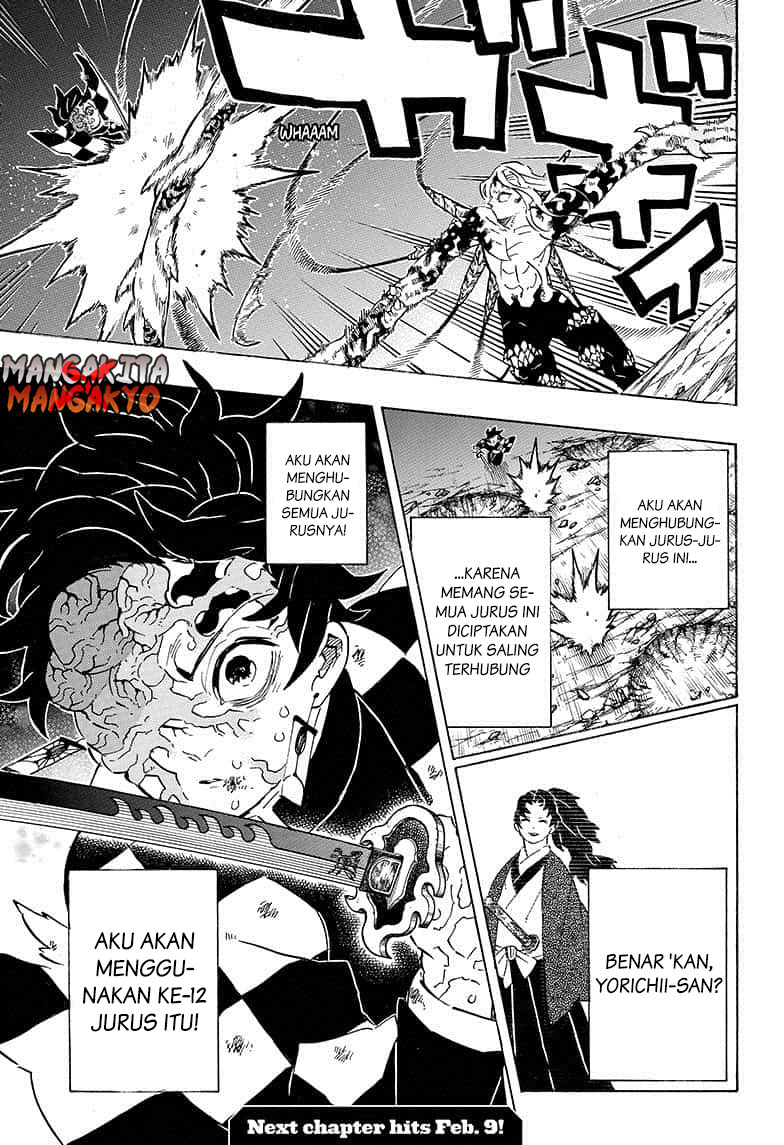 WHAAAM
MANGAKITA
MANGAKYO
AKU AKAN
MENGHUBUNG-
KAN JURUS-JU-
RUS INI...
...KARENA
MEMANG SE-
MUA JURUS INI
DICIPTAKAN
UNTUK SALING
TERHUBUNG
AKU AKAN
MENGHU-
BUNGKAN
SEMUA JU-
RUSNYA!
BENAR 'KAN,
YORICHII-SAN?
AKU AKAN
MENGGU-
NAKAN KE-12
JURUS ITU!
Next chapter hits Feb. 9!